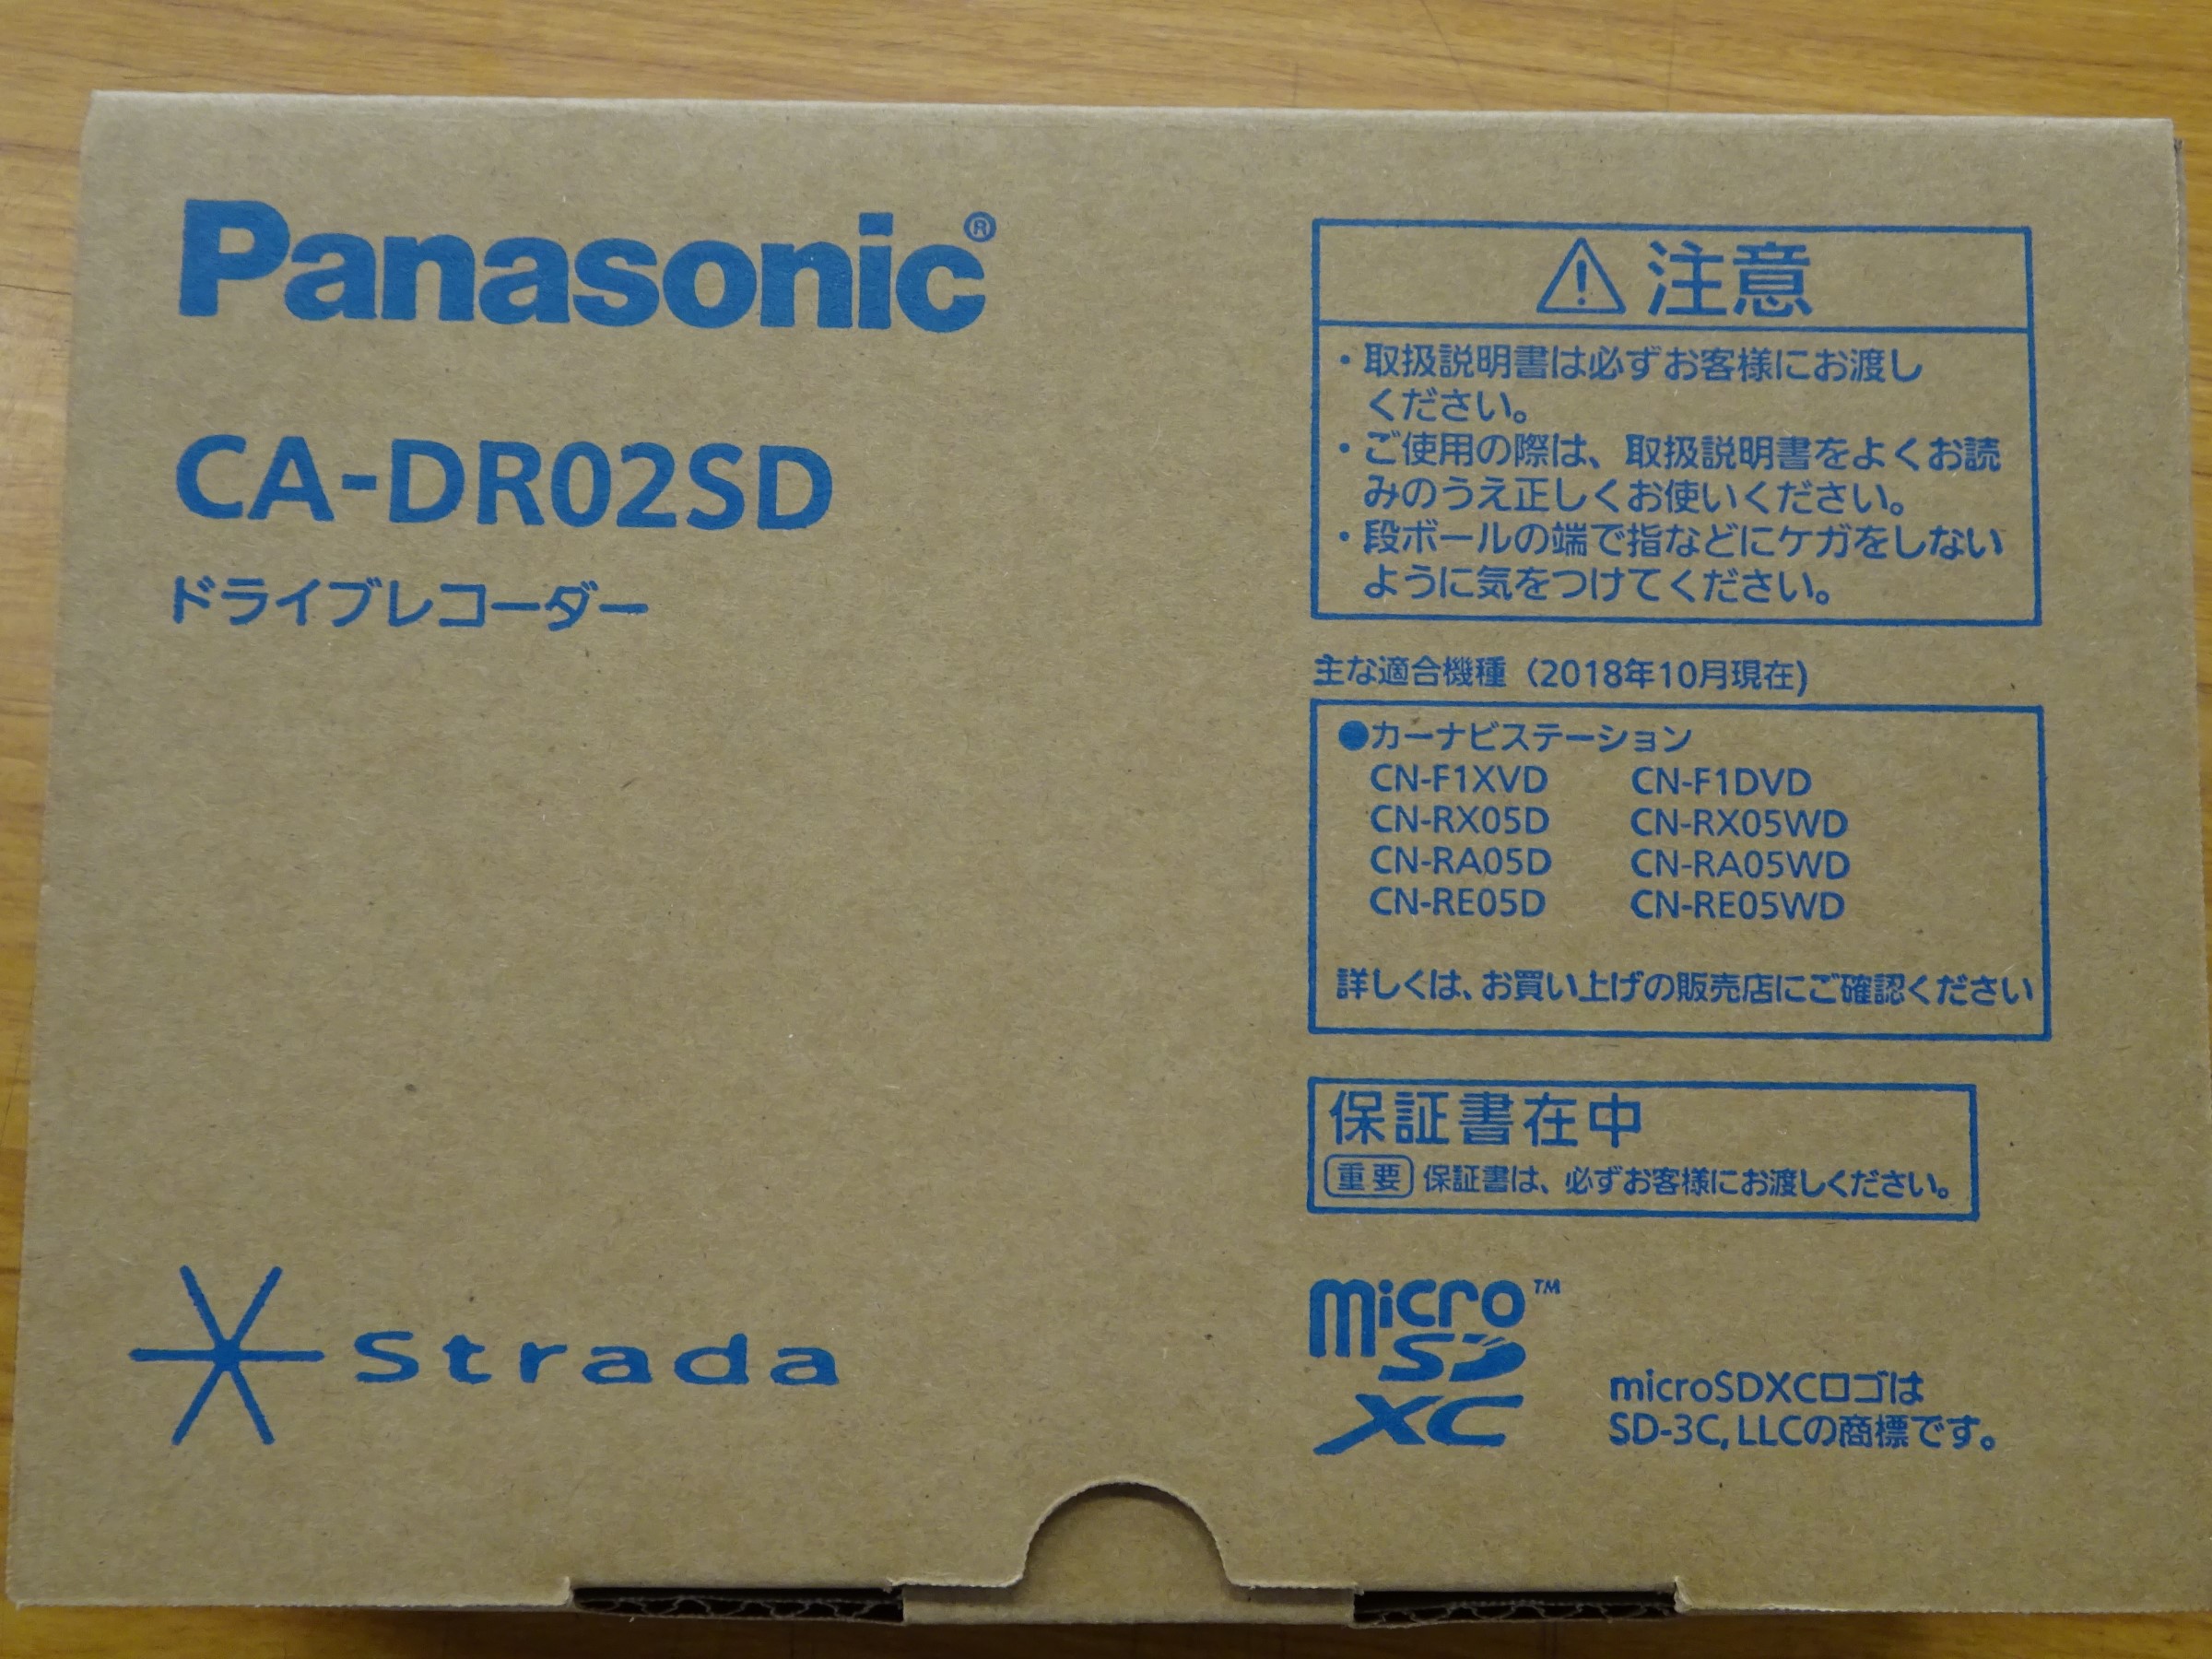 Panasonic®
CA-DR02SD
ドライブレコーダー
Strada
⚠注意
・取扱説明書は必ずお客様にお渡し
ください。
・ご使用の際は、取扱説明書をよくお読
みのうえ正しくお使いください。
・段ボールの端で指などにケガをしない
ように気をつけてください。
主な適合機種（2018年10月現在)
●カーナビステーション
CN-F1XVD CN-F1DVD
CN-RX05D CN-RX05WD
CN-RA05D CN-RA05WD
CN-RE05D CN-RE05WD
詳しくは、お買い上げの販売店にご確認ください
保証書在中
重要 保証書は、必ずお客様にお渡しください。
micro™
SD
XC
microSDXCロゴは
SD-3C, LLCの商標です。